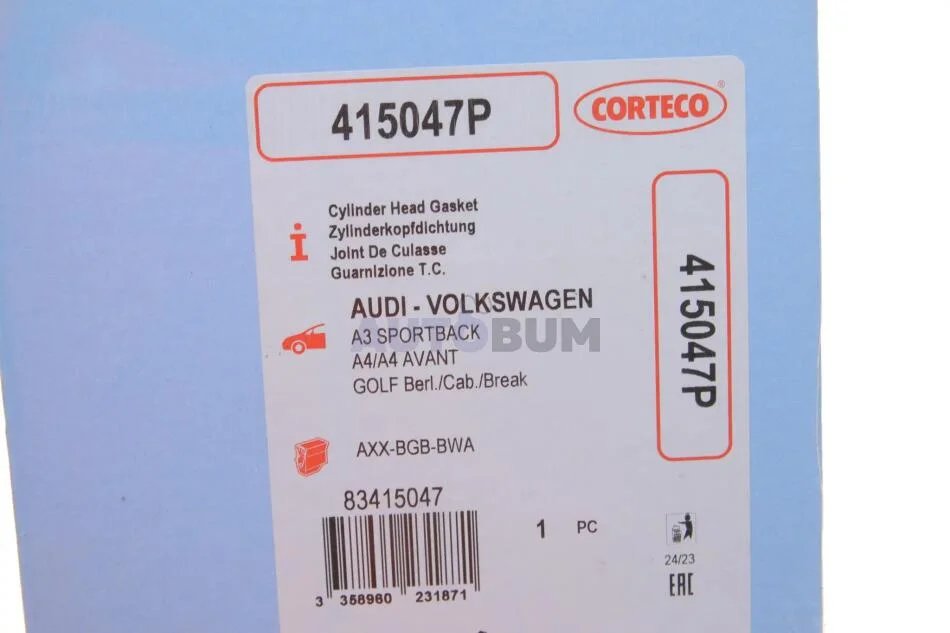 415047P
CORTECO®
Cylinder Head Gasket
Zylinderkopfdichtung
Joint De Culasse
Guarnizione T.C.
AUDI - VOLKSWAGEN
A3 SPORTBACK
AUTOBUM
A4/A4 AVANT
GOLF Berl./Cab./Break
415047P
AXX-BGB-BWA
83415047
1 PC
24/23
EAC
3 358960 231871